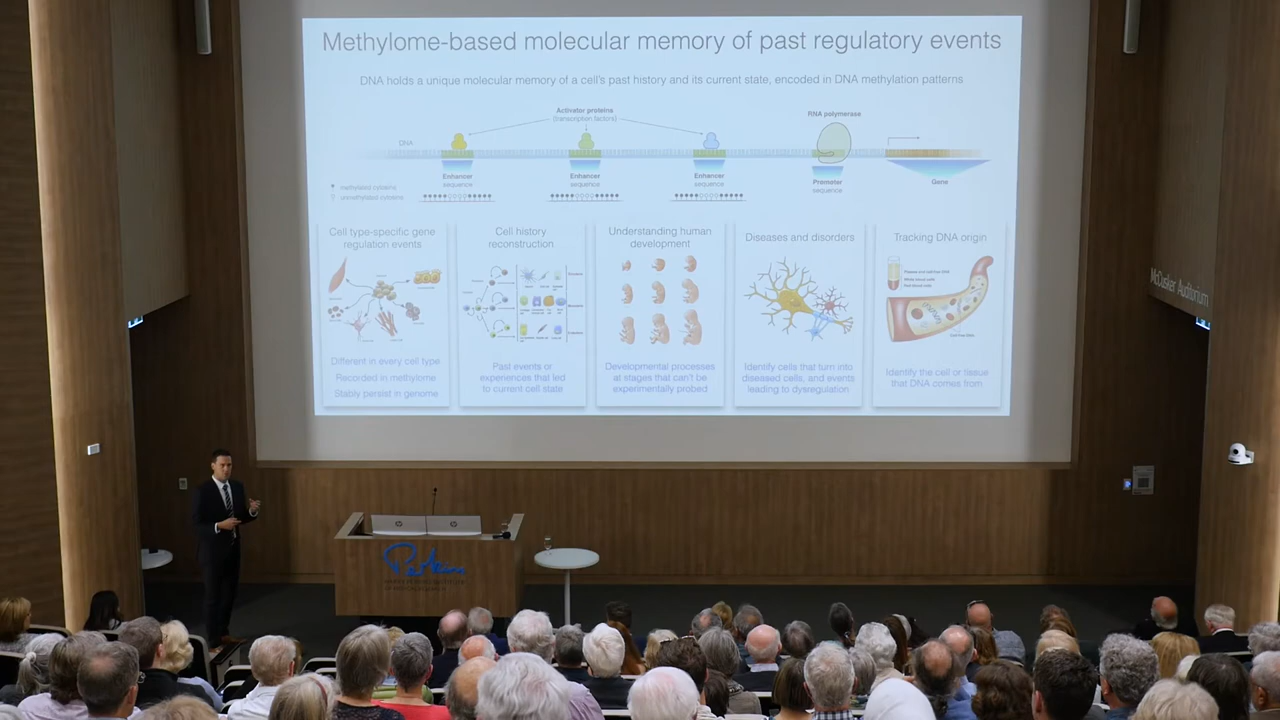 Methylome-based molecular memory of past regulatory events
DNA holds a unique molecular memory of a cell's past history and its current state, encoded in DNA methylation patterns
Activator proteins
(transcription factors)
RNA polymerase
DNA
Enhancer
sequence
Enhancer
sequence
Enhancer
sequence
Promoter
sequence
Gene
methylated cytosine
unmethylated cytosine
Cell type-specific gene
regulation events
Different in every cell type
Recorded in methylome
Stably persist in genome
Cell history
reconstruction
Past events or
experiences that led
to current cell state
Understanding human
development
Developmental processes
at stages that can't be
experimentally probed
Diseases and disorders
Identify cells that turn into
diseased cells, and events
leading to dysregulation
Tracking DNA origin
Identify the cell or tissue
that DNA comes from
McCusker Auditorium
hp
hp
Perkins